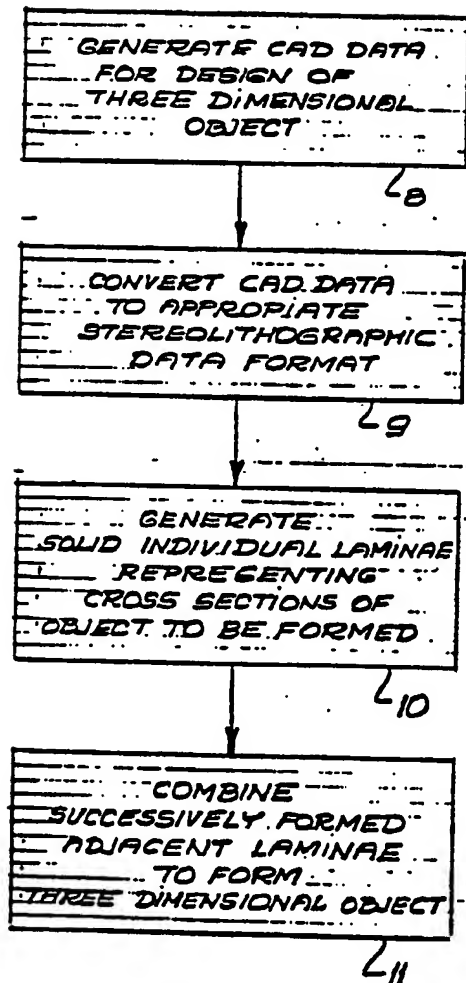 GENERATE CAD DATA
FOR DESIGN OF
THREE DIMENSIONAL
OBJECT
8
CONVERT CAD DATA
TO APPROPIATE
STEREOLITHOGRAPHIC
DATA FORMAT
9
GENERATE
SOLID INDIVIDUAL LAMINAE
REPRESENTING
CROSS SECTIONS OF
OBJECT TO BE FORMED
10
COMBINE
SUCCESSIVELY FORMED
ADJACENT LAMINAE
TO FORM
THREE DIMENSIONAL OBJECT
11